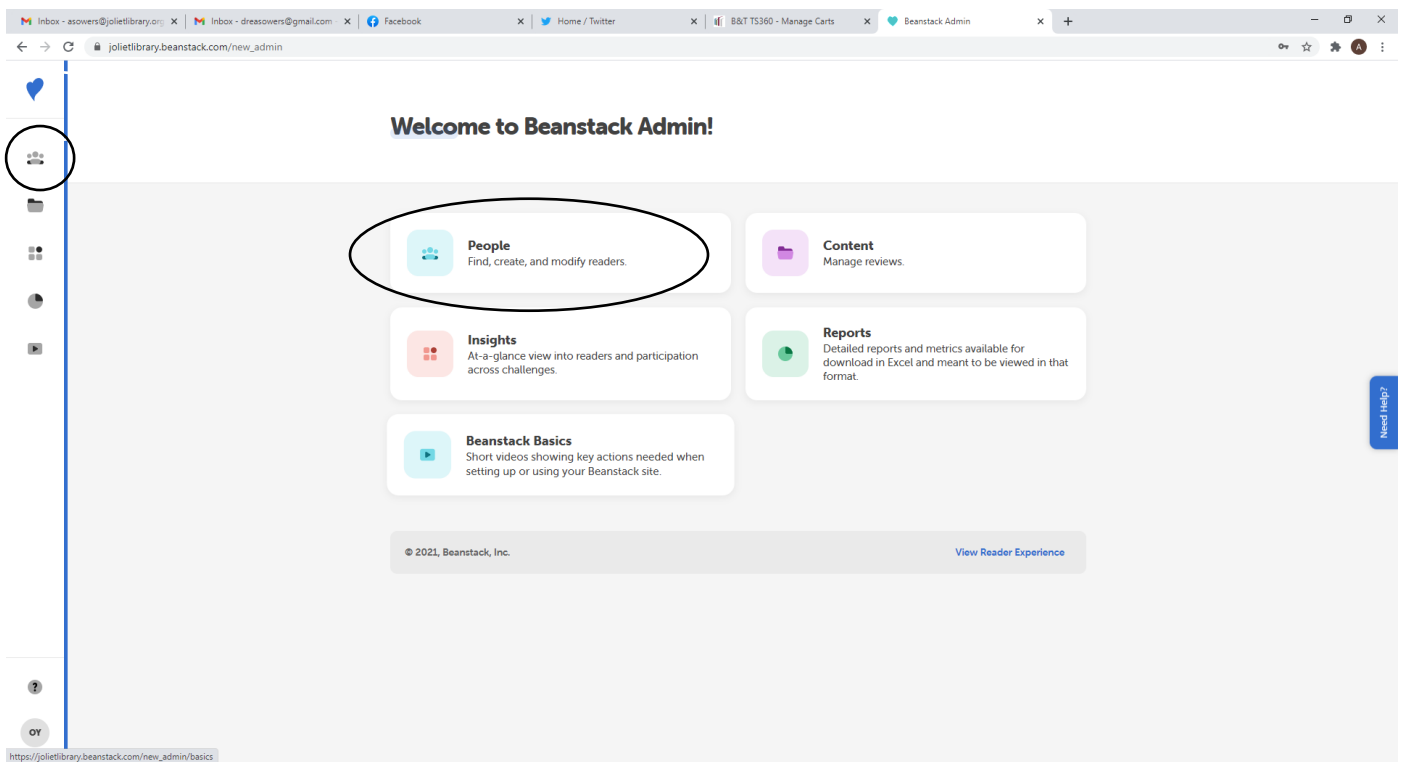 Inbox - asowers@jolietlibrary.org
Inbox - dreasowers@gmail.com -
Facebook
Home / Twitter
B&T TS360 - Manage Carts
Beanstack Admin
jolietlibrary.beanstack.com/new_admin
A
Welcome to Beanstack Admin!
People
Find, create, and modify readers.
Content
Manage reviews.
Insights
At-a-glance view into readers and participation
across challenges.
Reports
Detailed reports and metrics available for
download in Excel and meant to be viewed in that
format.
Beanstack Basics
Short videos showing key actions needed when
setting up or using your Beanstack site.
Need Help?
© 2021, Beanstack, Inc.
View Reader Experience
?
OY
https://jolietlibrary.beanstack.com/new_admin/basics